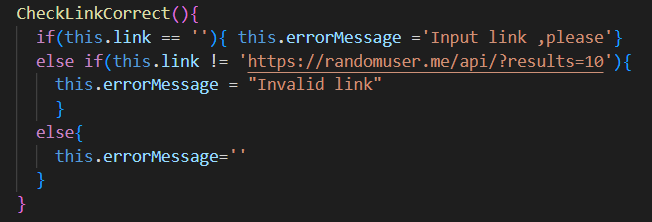 CheckLinkCorrect(){
if(this.link == ''){ this.errorMessage ='Input link ,please'}
else if(this.link != 'https://randomuser.me/api/?results=10'){
this.errorMessage = "Invalid link"
}
else{
this.errorMessage=''
}
}